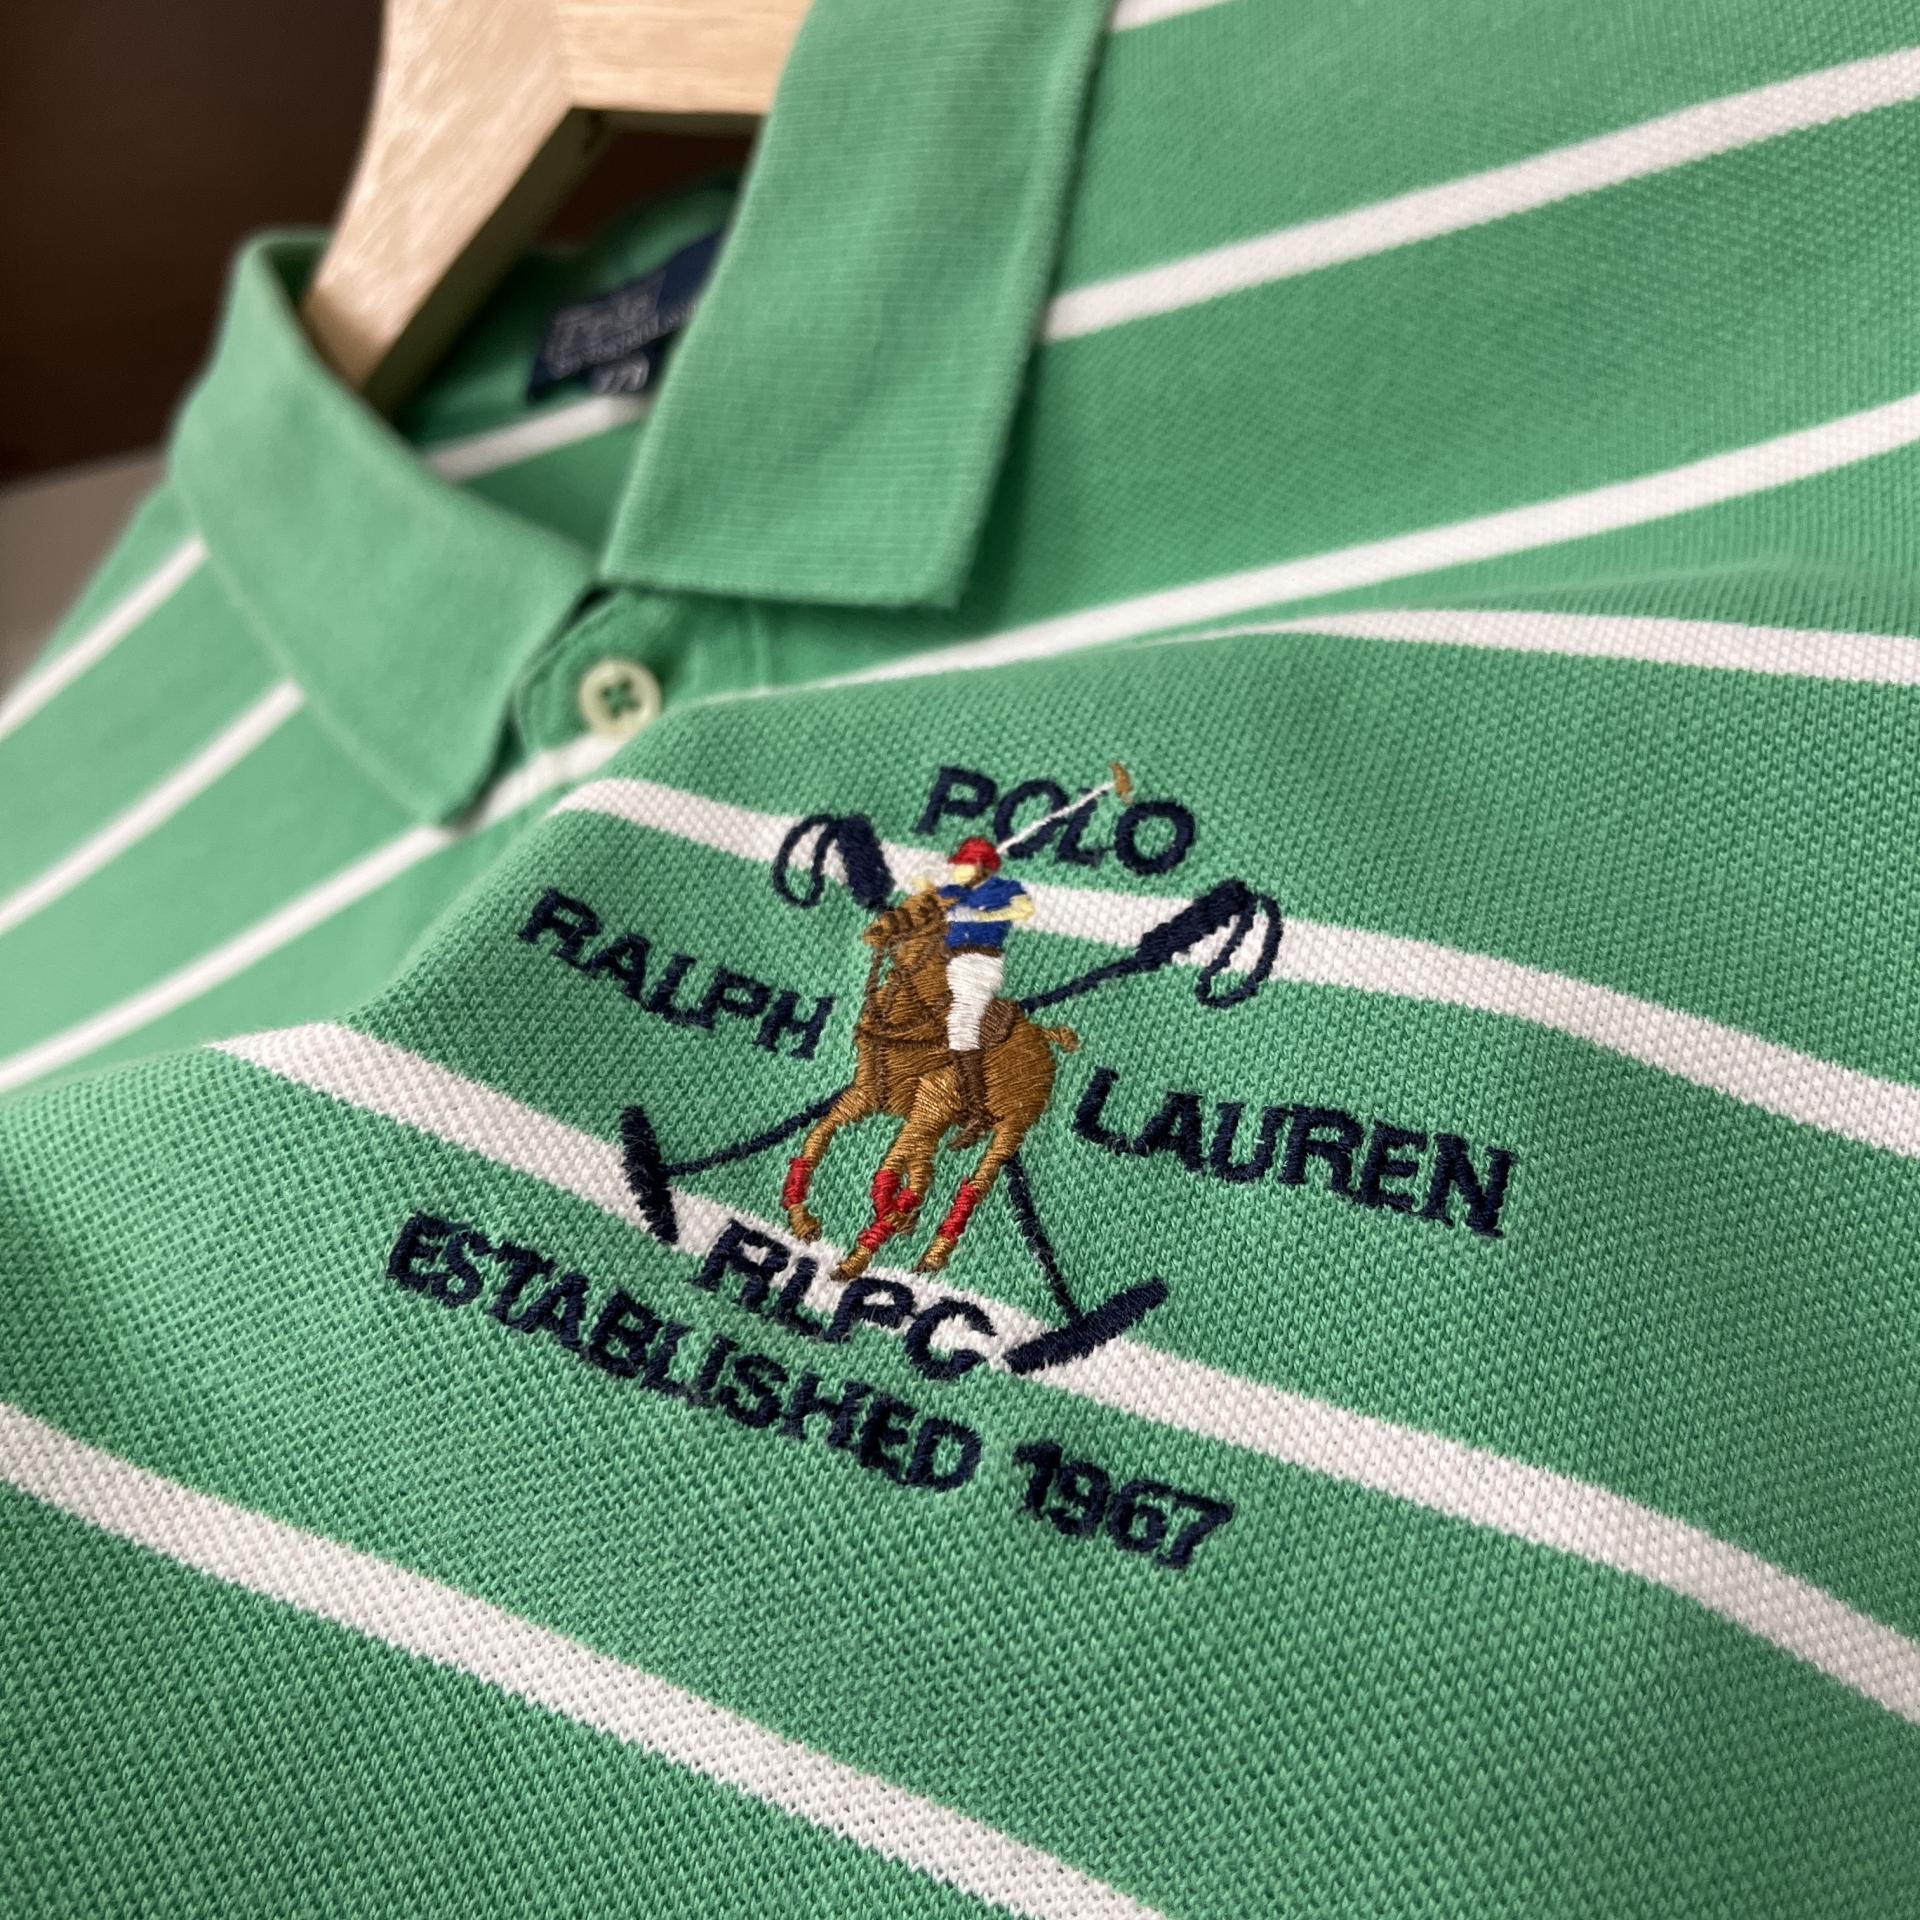 POLO
RALPH LAUREN
RLPC
ESTABLISHED 1967